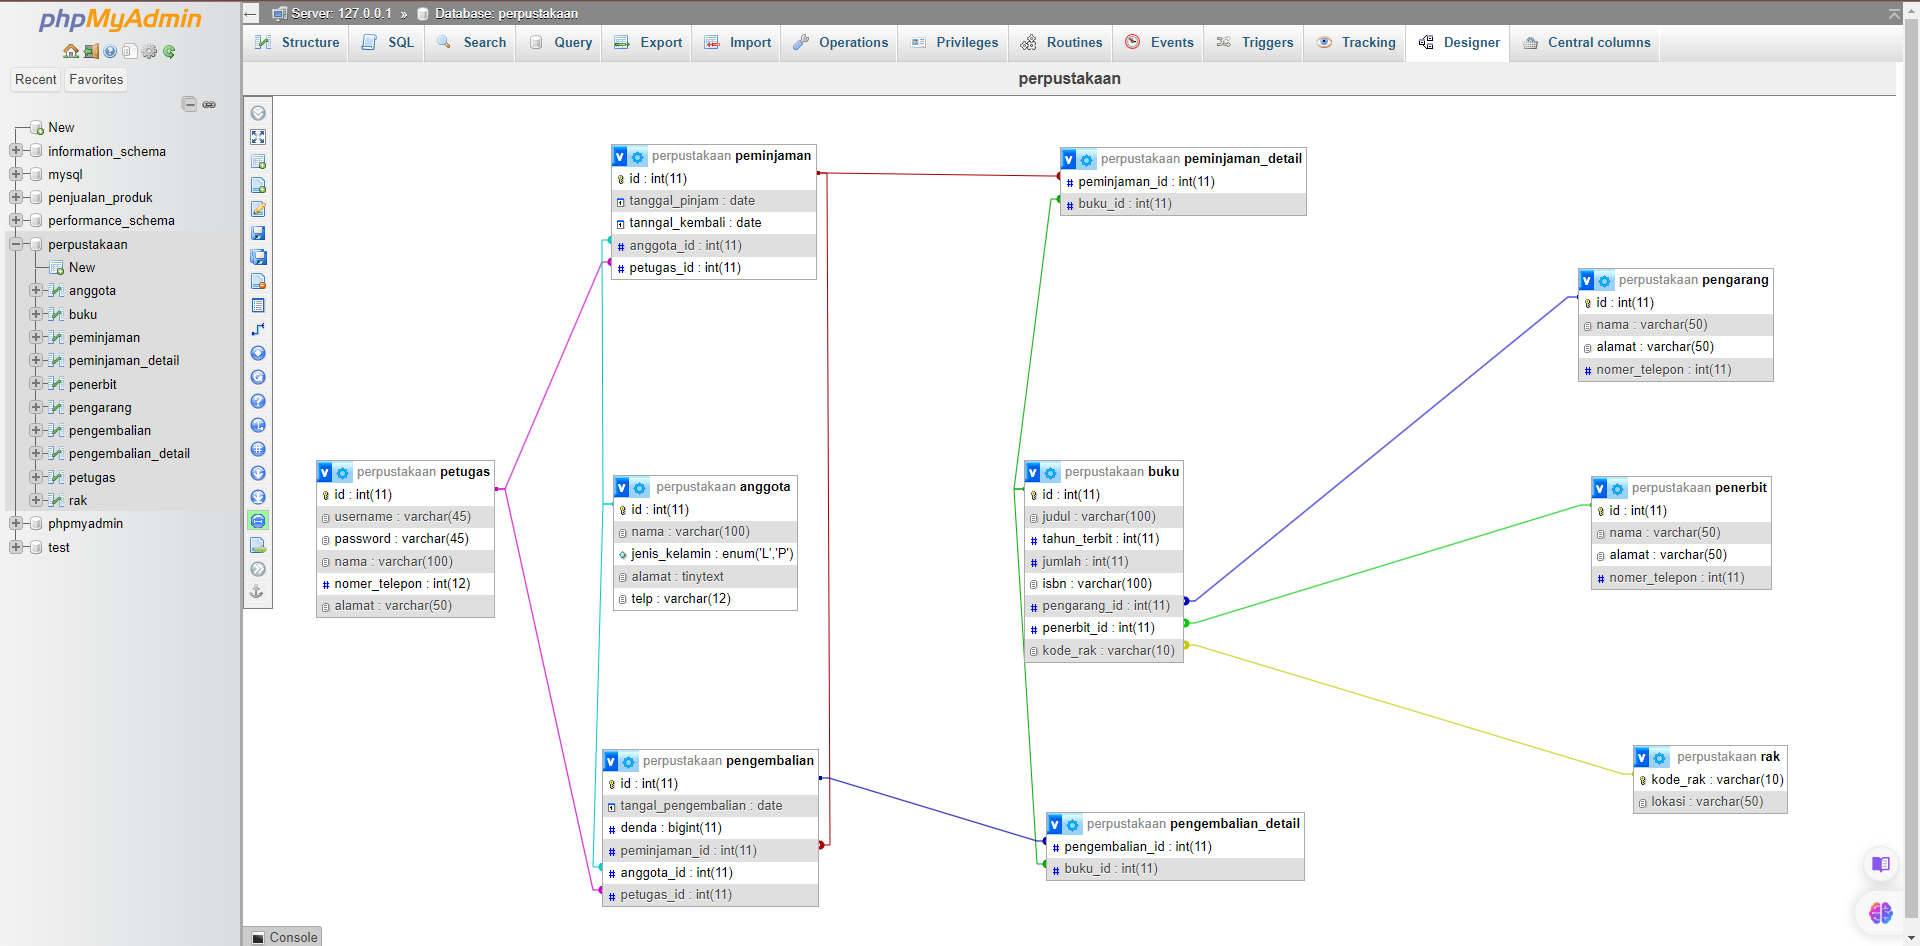 phpMyAdmin
Recent
Favorites
New
information_schema
mysql
penjualan_produk
performance_schema
perpustakaan
New
anggota
buku
peminjaman
peminjaman_detail
penerbit
pengarang
pengembalian
pengembalian_detail
petugas
rak
phpmyadmin
test
Server: 127.0.0.1 » Database: perpustakaan
Structure
SQL
Search
Query
Export
Import
Operations
Privileges
Routines
Events
Triggers
Tracking
Designer
Central columns
perpustakaan
v perpustakaan peminjaman
id : int(11)
tanggal_pinjam : date
tanngal_kembali : date
# anggota_id : int(11)
# petugas_id : int(11)
v perpustakaan peminjaman_detail
# peminjaman_id : int(11)
# buku_id : int(11)
v perpustakaan pengarang
id : int(11)
nama : varchar(50)
alamat : varchar(50)
# nomer_telepon : int(11)
v perpustakaan petugas
id : int(11)
username : varchar(45)
password : varchar(45)
nama : varchar(100)
# nomer_telepon : int(12)
alamat : varchar(50)
v perpustakaan anggota
id : int(11)
nama : varchar(100)
jenis_kelamin : enum('L','P')
alamat : tinytext
telp : varchar(12)
v perpustakaan buku
id : int(11)
judul : varchar(100)
# tahun_terbit : int(11)
# jumlah : int(11)
isbn : varchar(100)
# pengarang_id : int(11)
# penerbit_id : int(11)
kode_rak : varchar(10)
v perpustakaan penerbit
id : int(11)
nama : varchar(50)
alamat : varchar(50)
# nomer_telepon : int(11)
v perpustakaan pengembalian
id : int(11)
tangal_pengembalian : date
# denda : bigint(11)
# peminjaman_id : int(11)
# anggota_id : int(11)
# petugas_id : int(11)
v perpustakaan pengembalian_detail
# pengembalian_id : int(11)
# buku_id : int(11)
v perpustakaan rak
kode_rak : varchar(10)
lokasi : varchar(50)
Console